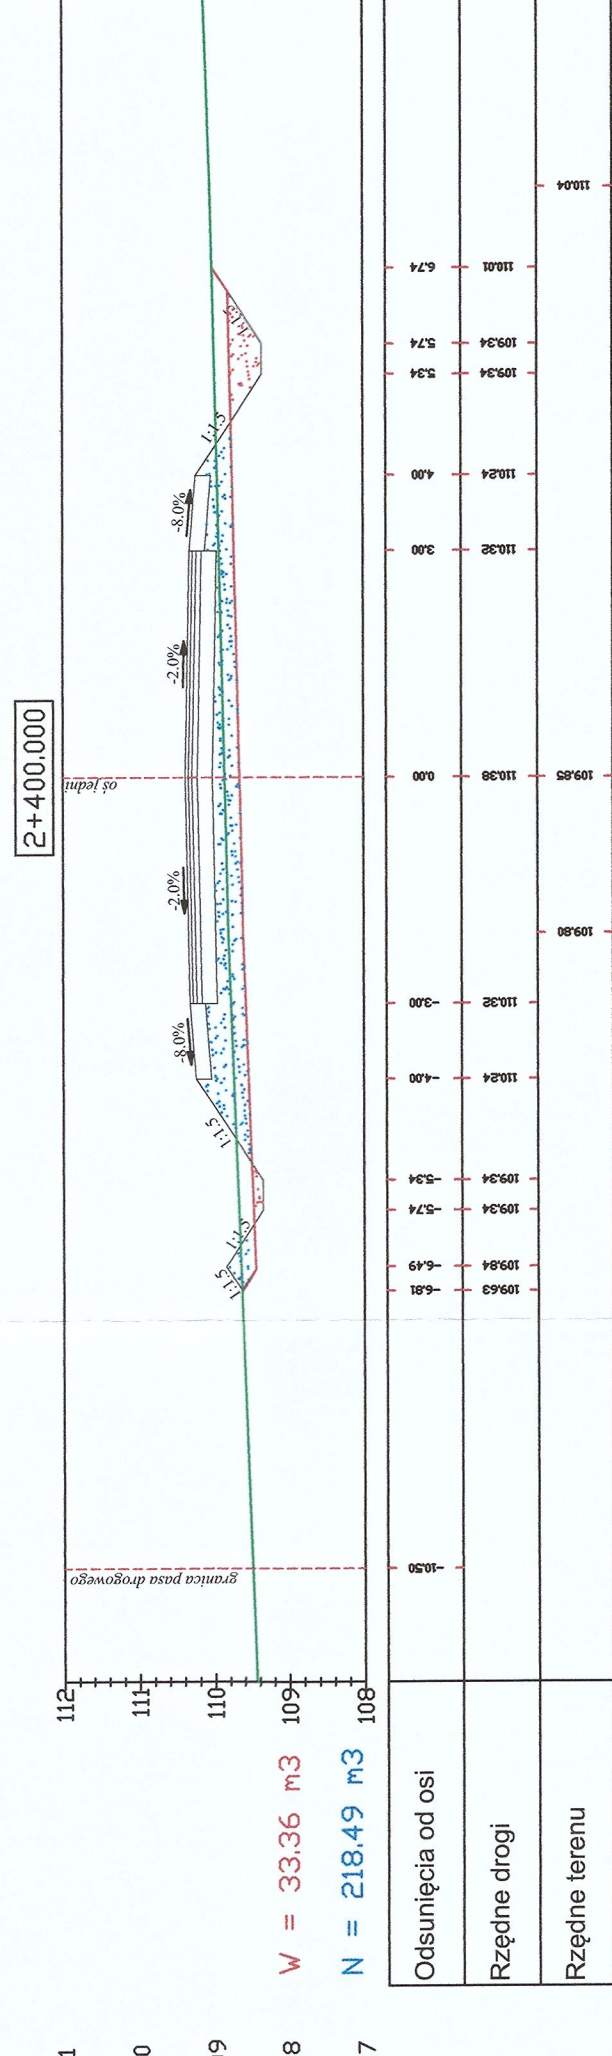 2+400.000
oś jedni
granica pasa drogowego
-8.0%
-2.0%
-2.0%
-8.0%
1:1.5
1:1.5
1:1.5
1:1.5
1:1.5
112
111
110
109
108
W = 33.36 m3
N = 218.49 m3
Odsunięcia od osi
-10.50 -6.81 -6.49 -5.74 -5.34 -4.00 -3.00 0.00 3.00 4.00 5.34 5.74 6.74
Rzędne drogi
109.63 109.84 109.34 109.34 110.24 110.32 110.38 110.32 110.24 109.34 109.34 110.01
Rzędne terenu
109.80 109.85 110.04